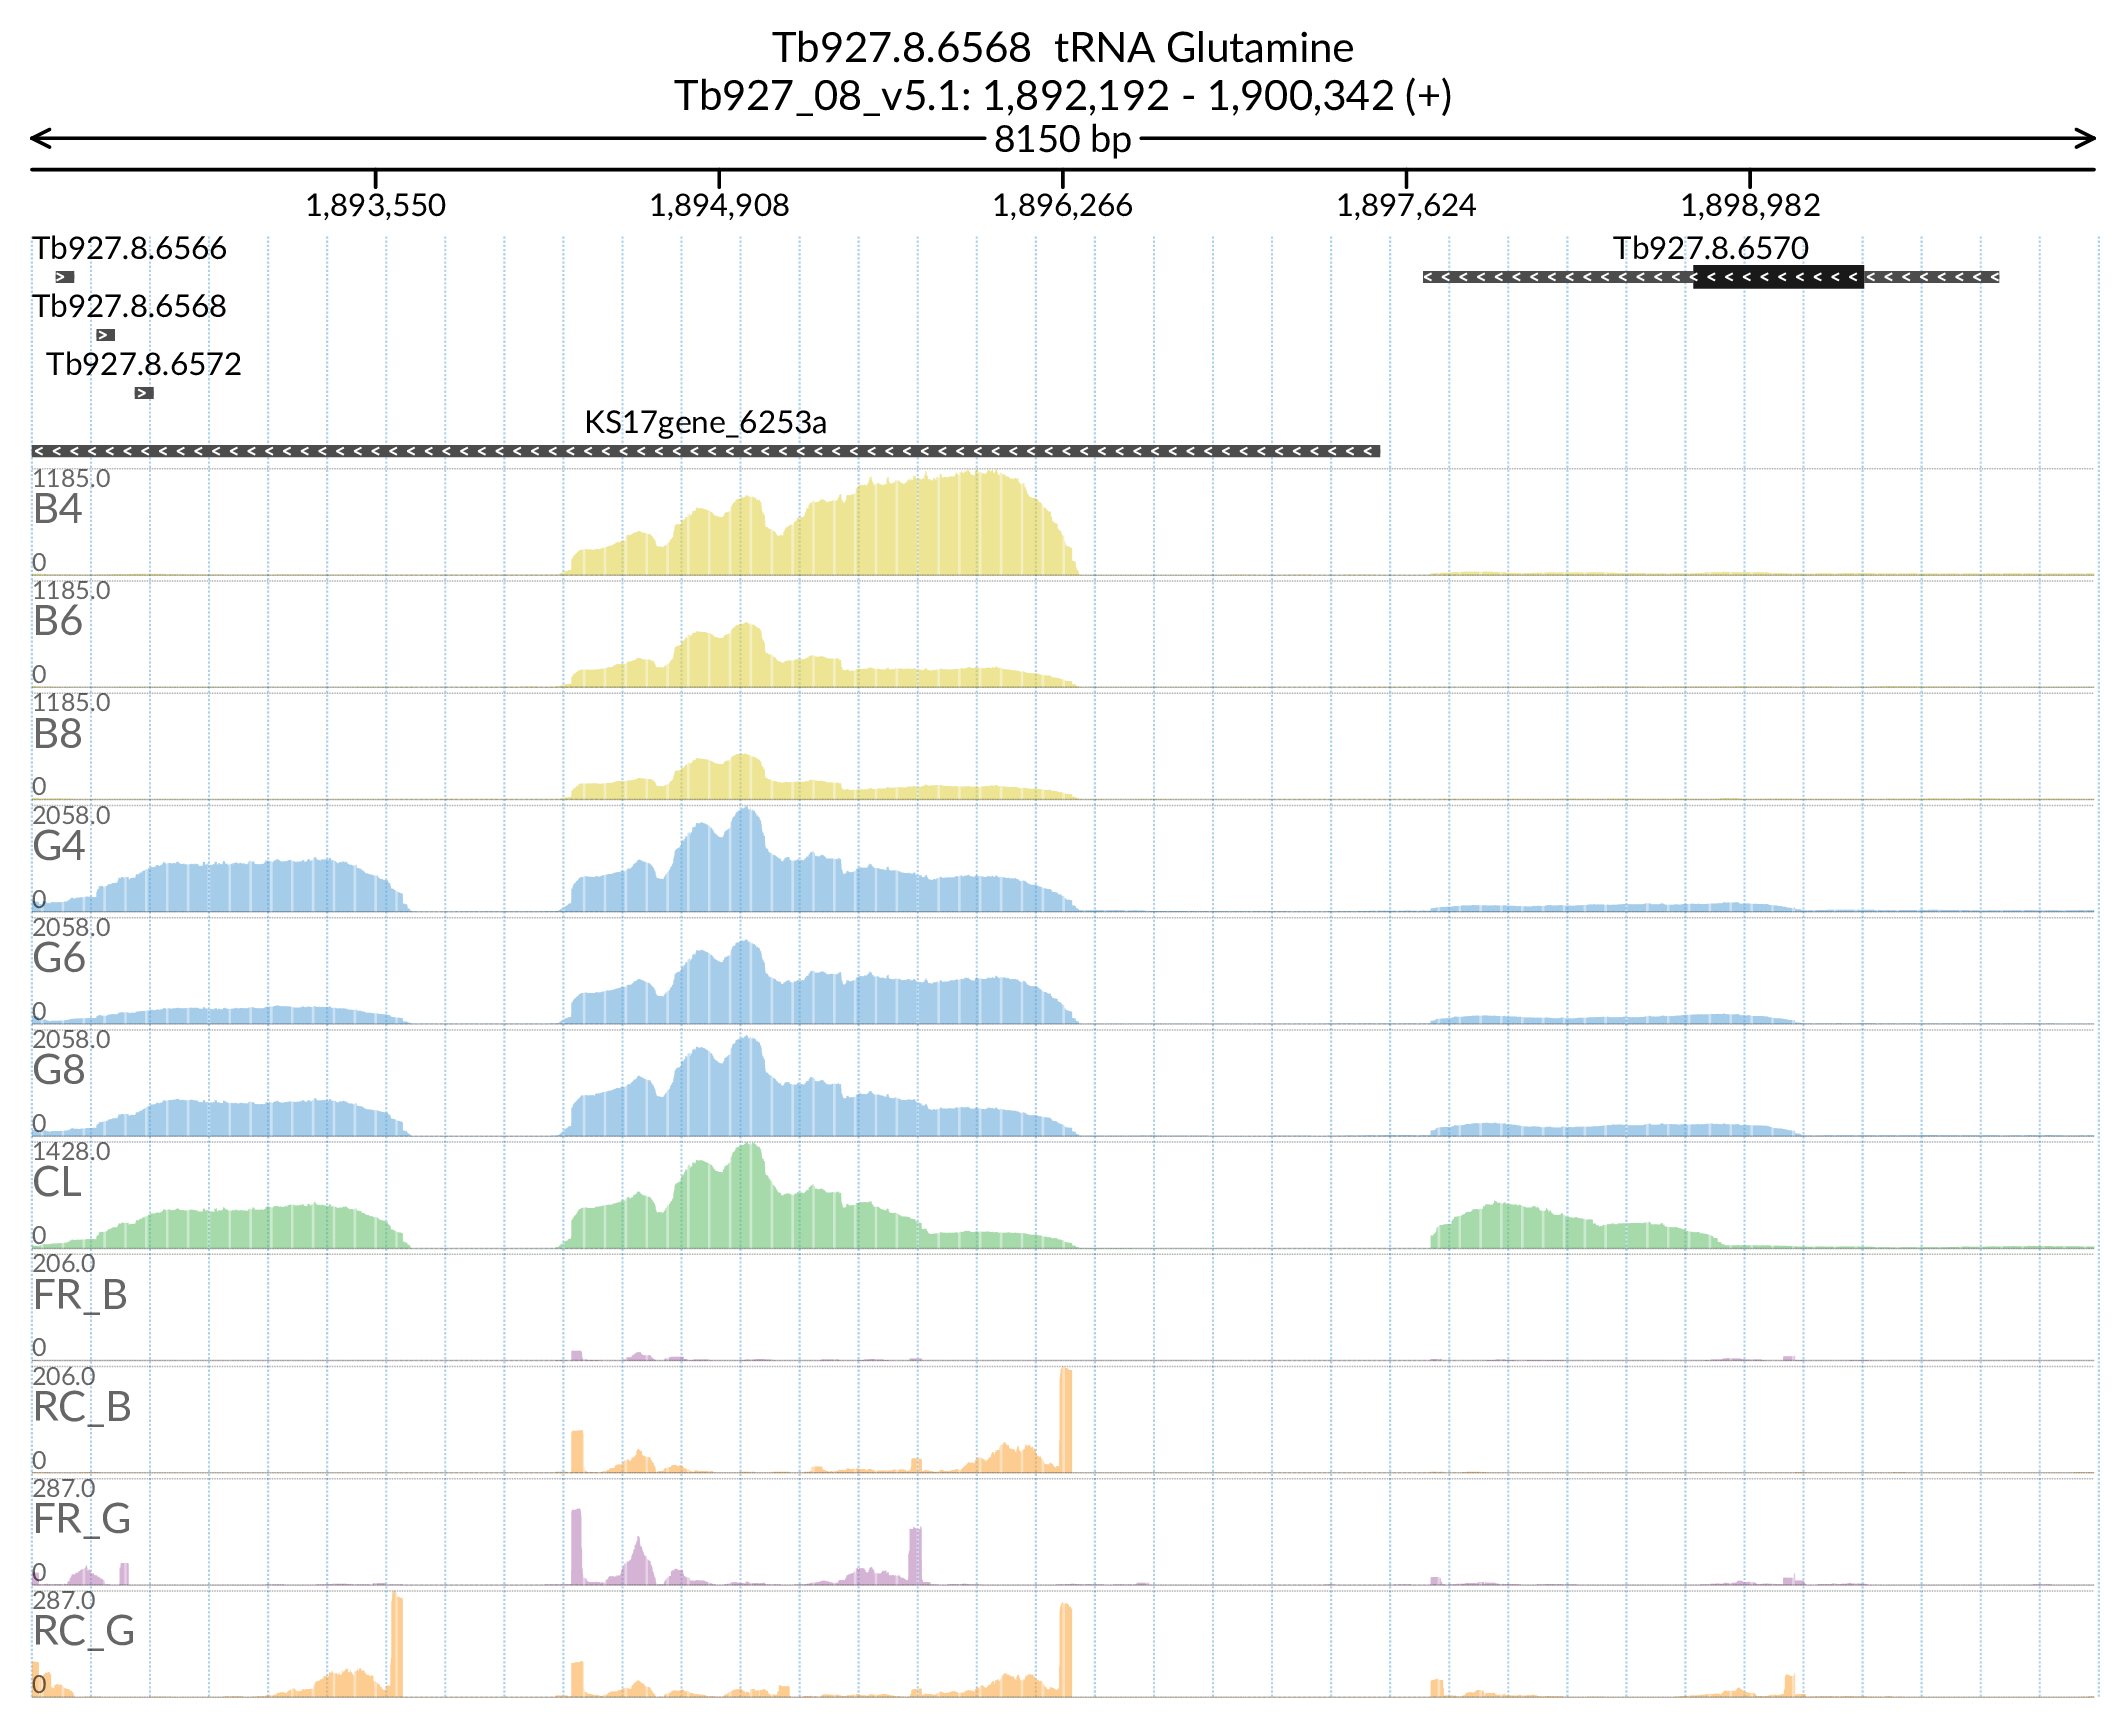 Tb927.8.6568 tRNA Glutamine
Tb927_08_v5.1: 1,892,192 - 1,900,342 (+)
8150 bp
1,893,550 1,894,908 1,896,266 1,897,624 1,898,982
Tb927.8.6566 Tb927.8.6570
Tb927.8.6568
Tb927.8.6572
KS17gene_6253a
1185.0
B4
0
1185.0
B6
0
1185.0
B8
0
2058.0
G4
0
2058.0
G6
0
2058.0
G8
0
1428.0
CL
0
206.0
FR_B
0
206.0
RC_B
0
287.0
FR_G
0
287.0
RC_G
0